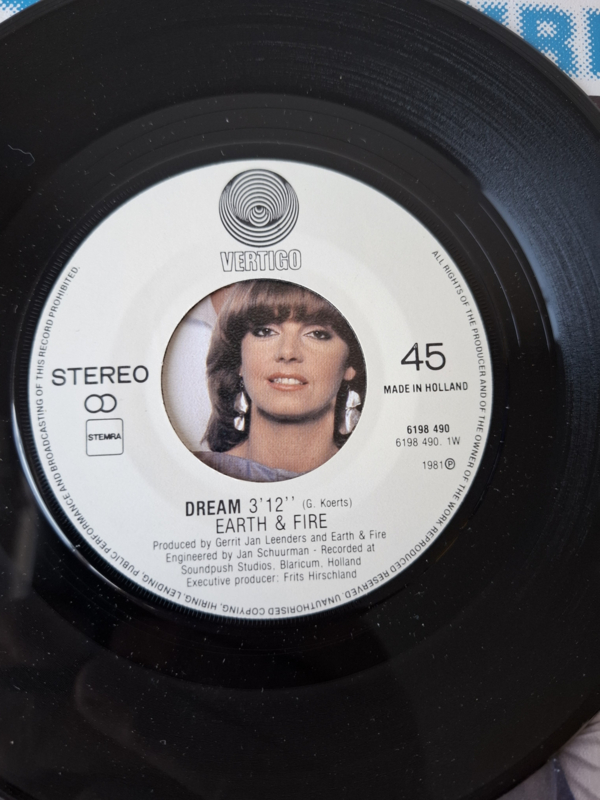 VERTIGO
STEREO
STEMRA
45
MADE IN HOLLAND
6198 490
6198 490. 1W
1981 Ⓟ
DREAM 3'12'' (G. Koerts)
EARTH & FIRE
Produced by Gerrit Jan Leenders and Earth & Fire
Engineered by Jan Schuurman - Recorded at
Soundpush Studios, Blaricum, Holland
Executive producer: Frits Hirschland
ALL RIGHTS OF THE PRODUCER AND OF THE OWNER OF THE WORK REPRODUCED RESERVED. UNAUTHORISED COPYING, HIRING, LENDING, PUBLIC PERFORMANCE AND BROADCASTING OF THIS RECORD PROHIBITED.